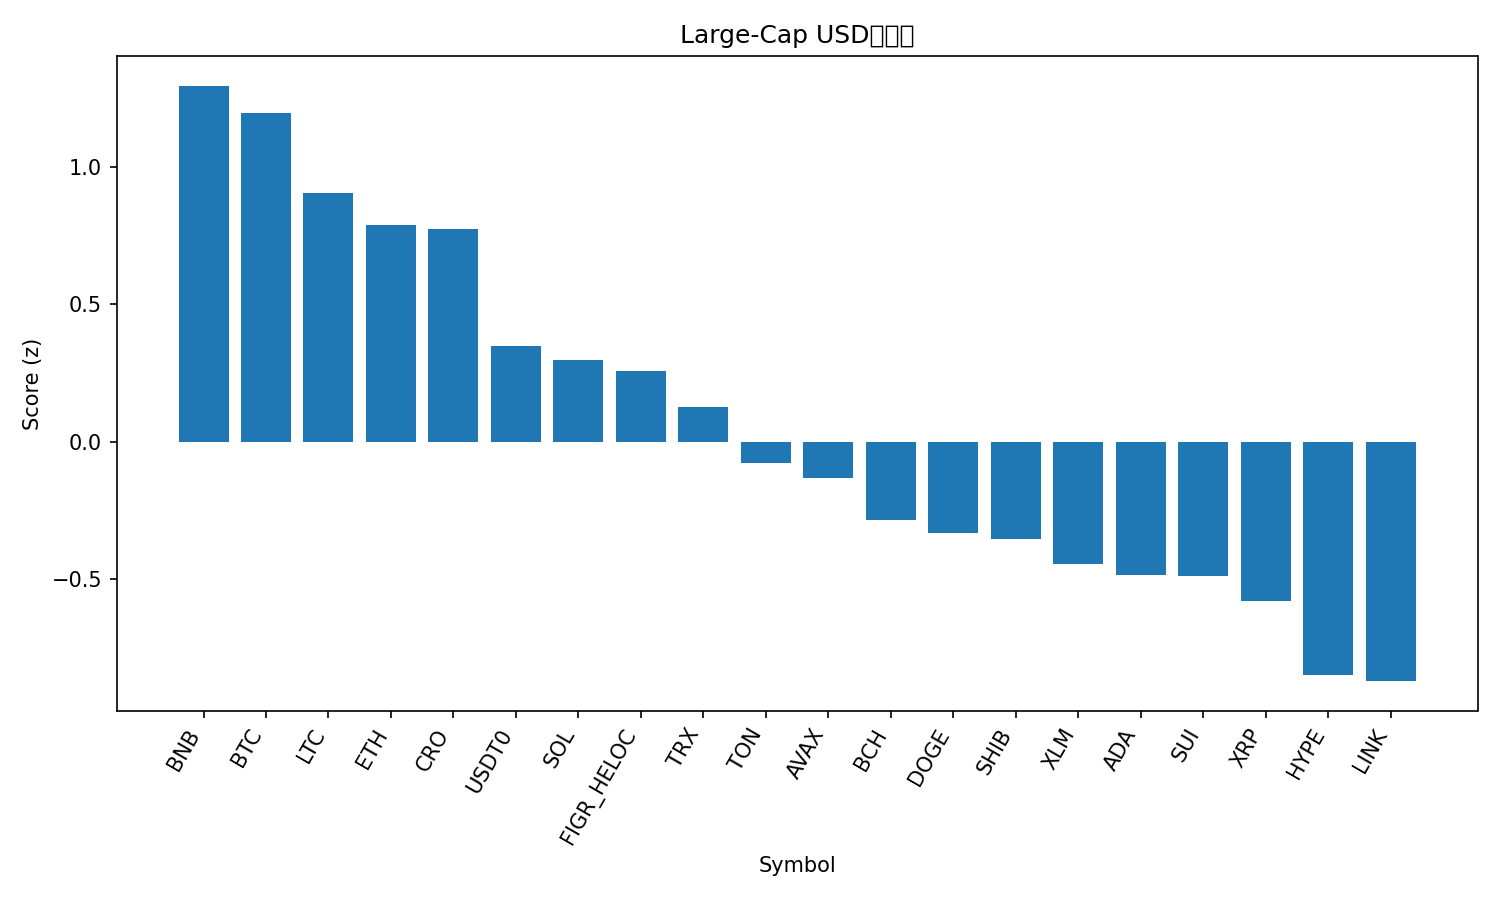 Large-Cap USD
Score (z)
1.0
0.5
0.0
−0.5
BNB
BTC
LTC
ETH
CRO
USDT0
SOL
FIGR_HELOC
TRX
TON
AVAX
BCH
DOGE
SHIB
XLM
ADA
SUI
XRP
HYPE
LINK
Symbol